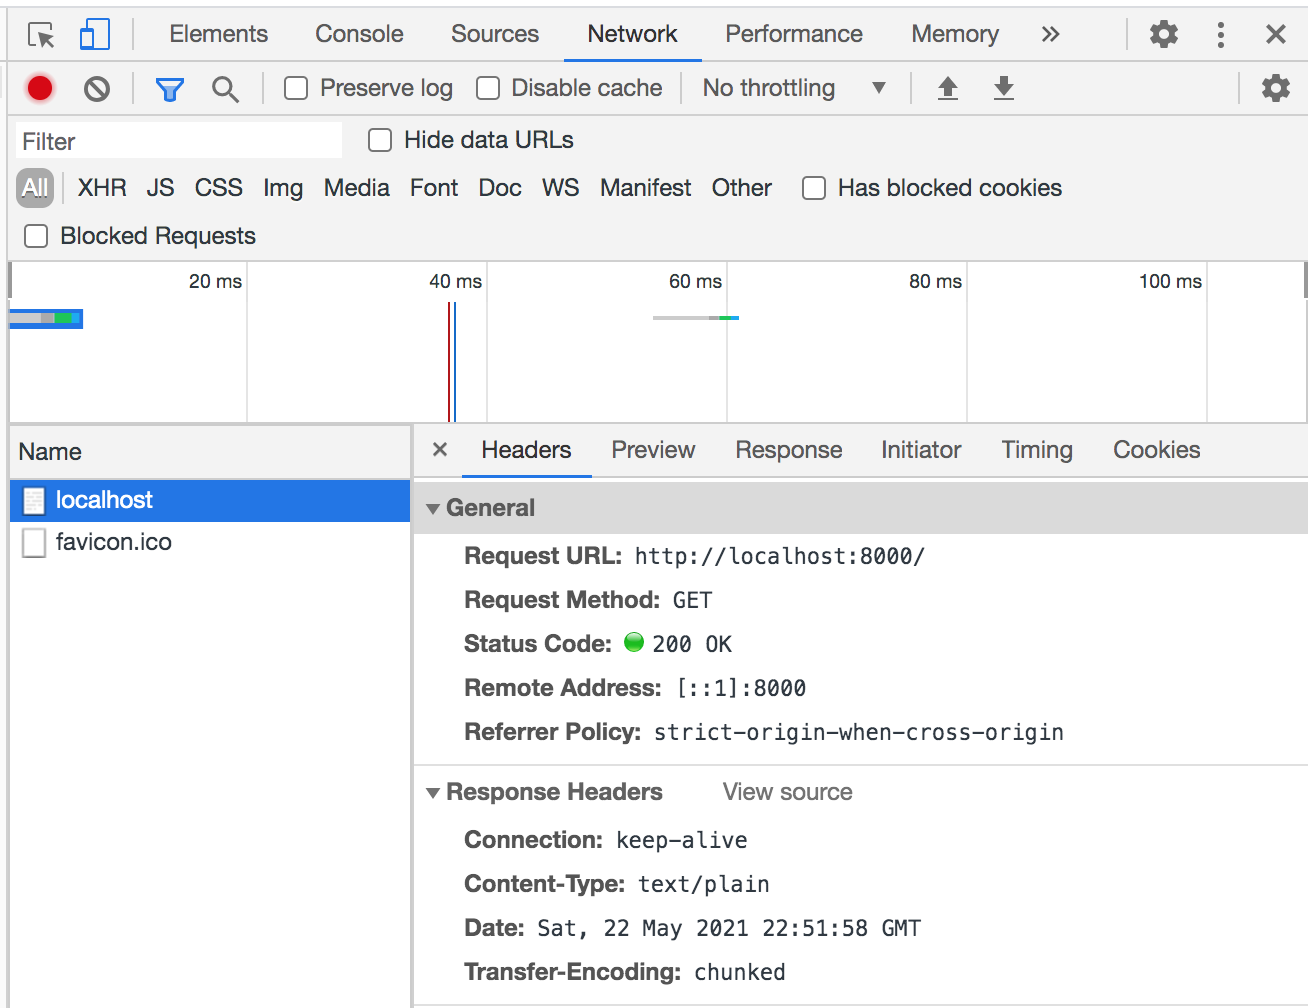 Elements Console Sources Network Performance Memory »
Preserve log Disable cache No throttling
Filter Hide data URLs
All XHR JS CSS Img Media Font Doc WS Manifest Other Has blocked cookies
Blocked Requests
20 ms 40 ms 60 ms 80 ms 100 ms
Name
localhost
favicon.ico
× Headers Preview Response Initiator Timing Cookies
General
Request URL: http://localhost:8000/
Request Method: GET
Status Code: 200 OK
Remote Address: [::1]:8000
Referrer Policy: strict-origin-when-cross-origin
Response Headers View source
Connection: keep-alive
Content-Type: text/plain
Date: Sat, 22 May 2021 22:51:58 GMT
Transfer-Encoding: chunked